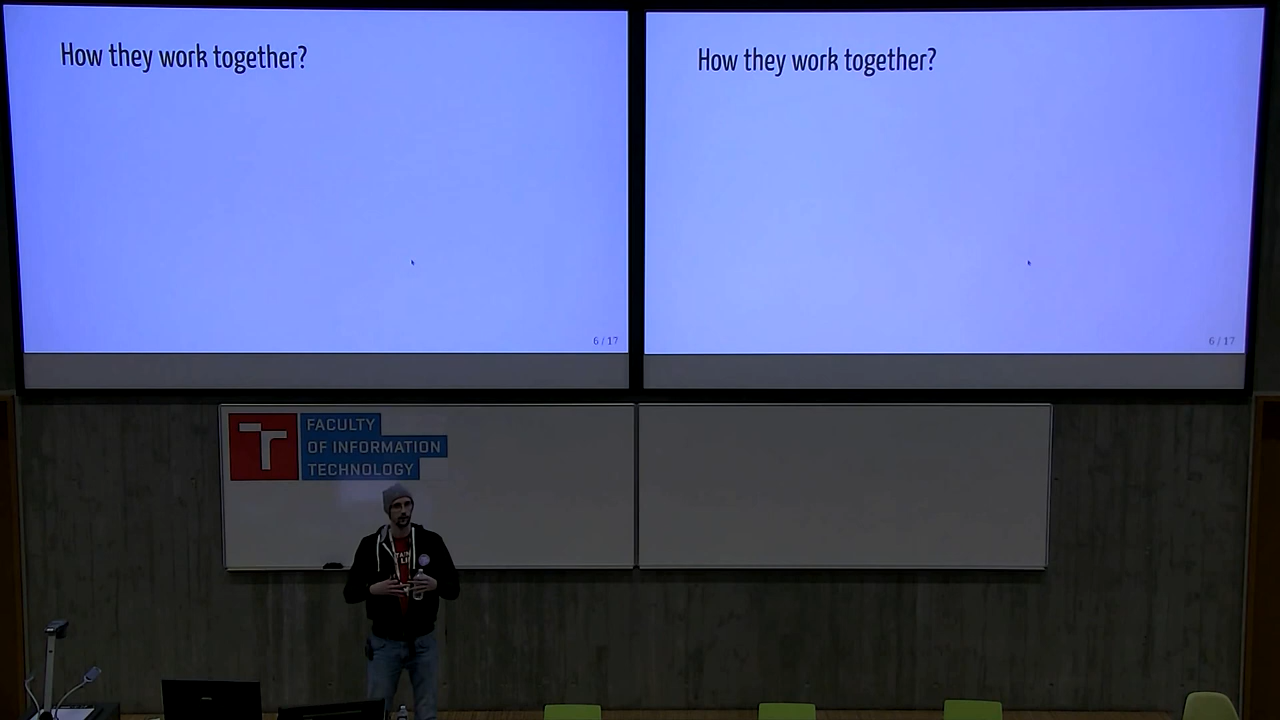 How they work together?
6 / 17
How they work together?
6 / 17
FACULTY
OF INFORMATION
TECHNOLOGY